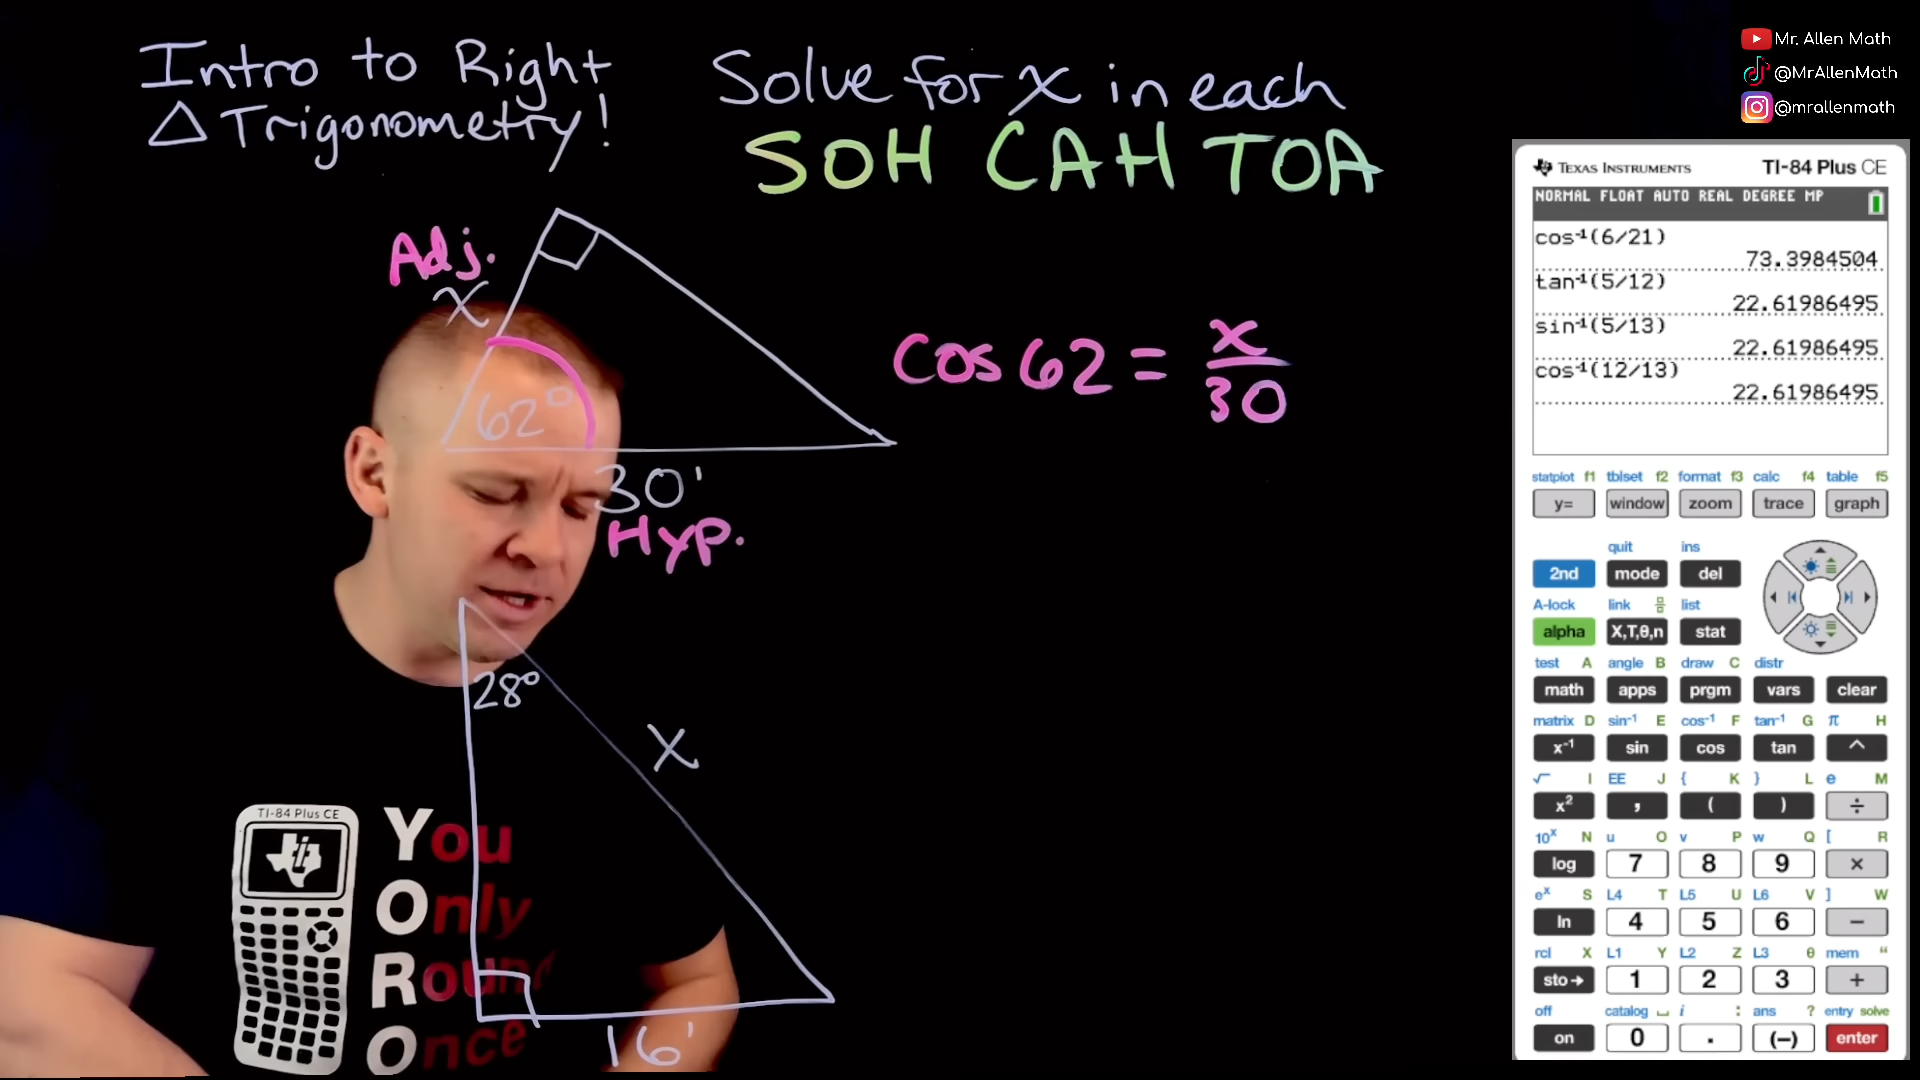 Intro to Right
△ Trigonometry!
Solve for x in each
SOH CAH TOA
Adj.
x
62°
30'
Hyp.
cos 62 = x/30
28°
x
16'
TI-84 Plus CE
You
Only
Round
Once
Mr. Allen Math
@MrAllenMath
@mrallenmath
TEXAS INSTRUMENTS TI-84 Plus CE
NORMAL FLOAT AUTO REAL DEGREE MP
cos⁻¹(6/21)
73.3984504
tan⁻¹(5/12)
22.61986495
sin⁻¹(5/13)
22.61986495
cos⁻¹(12/13)
22.61986495
statplot f1 tblset f2 format f3 calc f4 table f5
y= window zoom trace graph
quit ins
2nd mode del
A-lock link list
alpha X,T,θ,n stat
test A angle B draw C distr
math apps prgm vars clear
matrix D sin⁻¹ E cos⁻¹ F tan⁻¹ G π H
x⁻¹ sin cos tan ^
√ I EE J { K } L e M
x² , ( ) ÷
10ˣ N u O v P w Q [ R
log 7 8 9 ×
eˣ S L4 T L5 U L6 V ] W
ln 4 5 6 −
rcl X L1 Y L2 Z L3 θ mem "
sto→ 1 2 3 +
off catalog ⎵ i : ans ? entry solve
on 0 . (−) enter